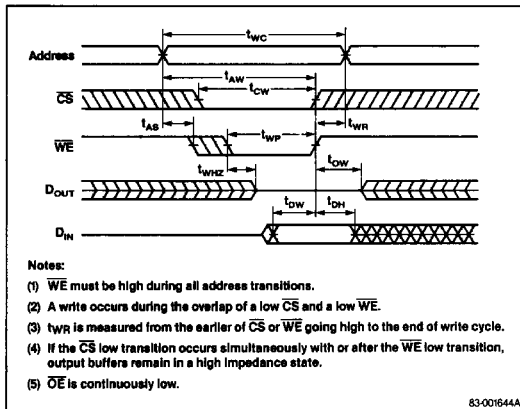 tWC
Address
tAW
tCW
CS
tAS
tWP
tWR
WE
tWHZ
tOW
DOUT
tDW
tDH
DIN
Notes:
(1) WE must be high during all address transitions.
(2) A write occurs during the overlap of a low CS and a low WE.
(3) tWR is measured from the earlier of CS or WE going high to the end of write cycle.
(4) If the CS low transition occurs simultaneously with or after the WE low transition,
output buffers remain in a high impedance state.
(5) OE is continuously low.
83-001644A